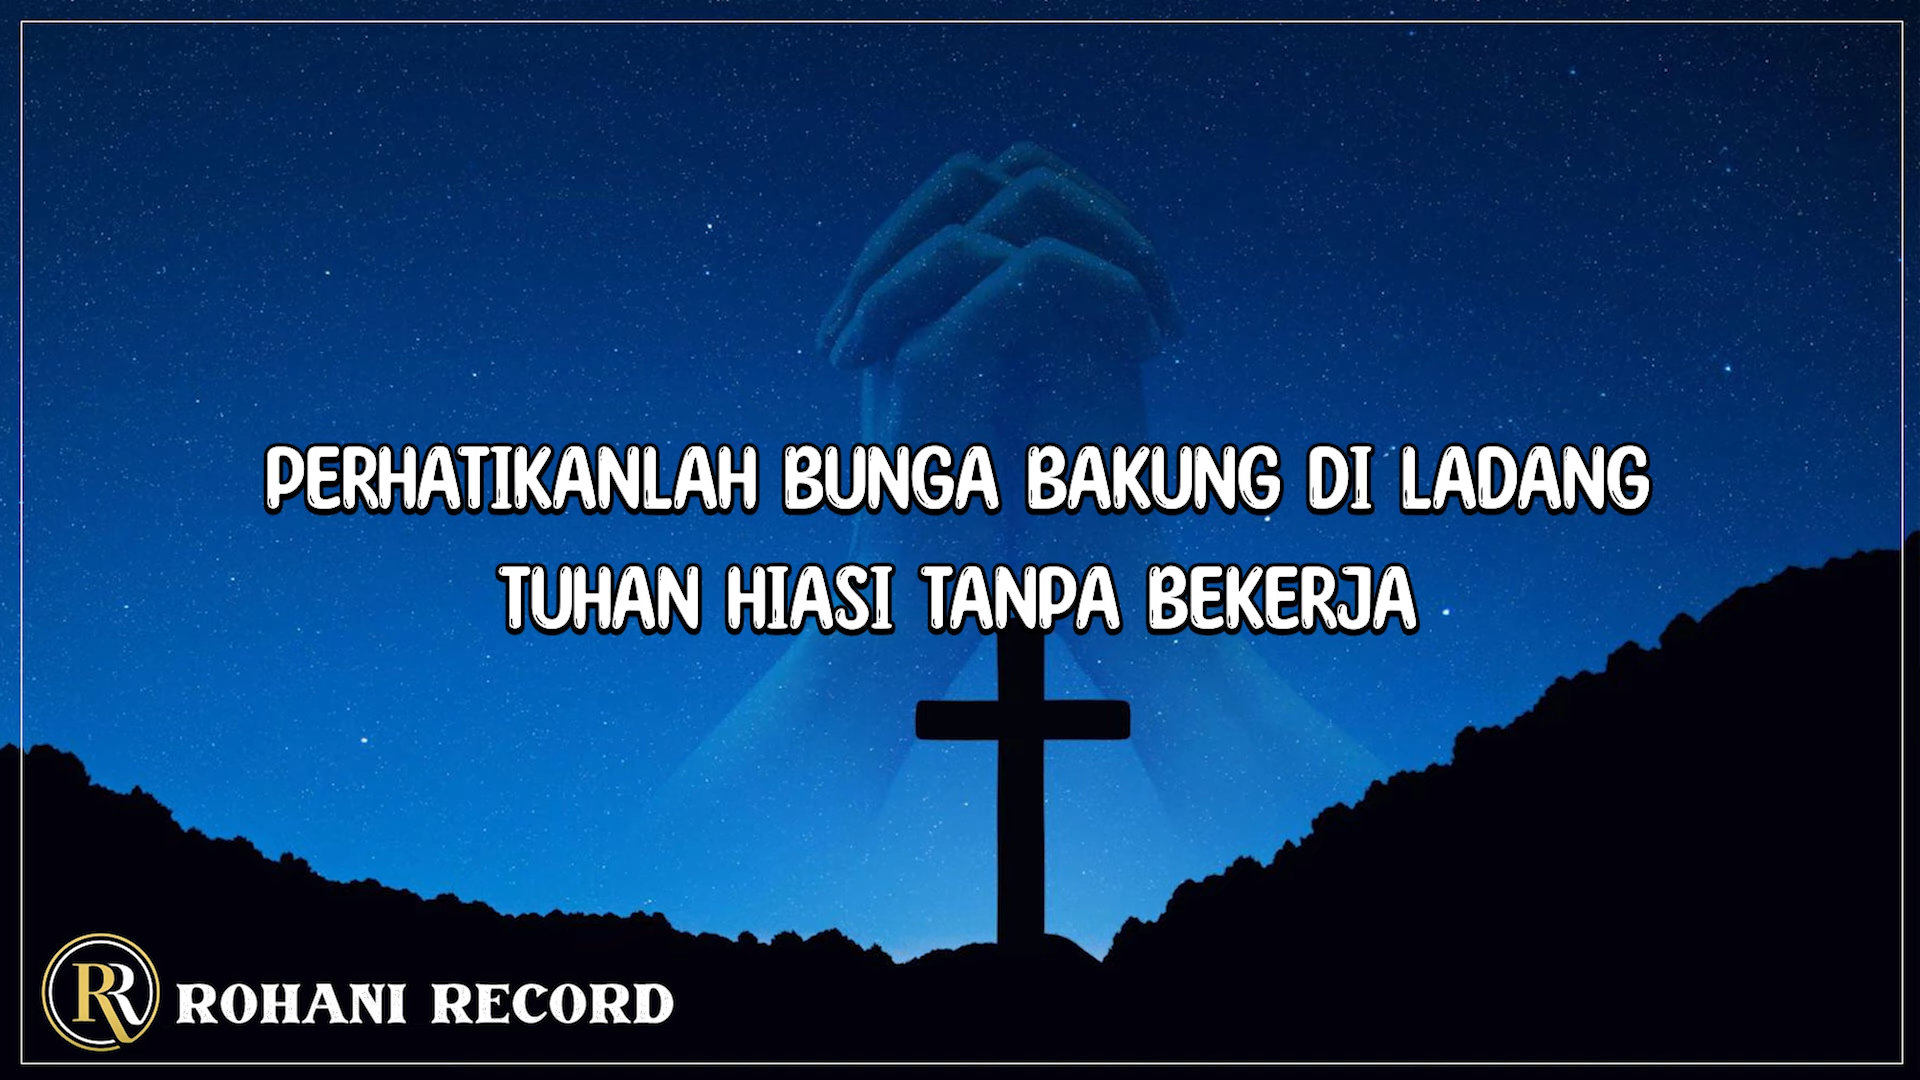 PERHATIKANLAH BUNGA BAKUNG DI LADANG
TUHAN HIASI TANPA BEKERJA
RR ROHANI RECORD